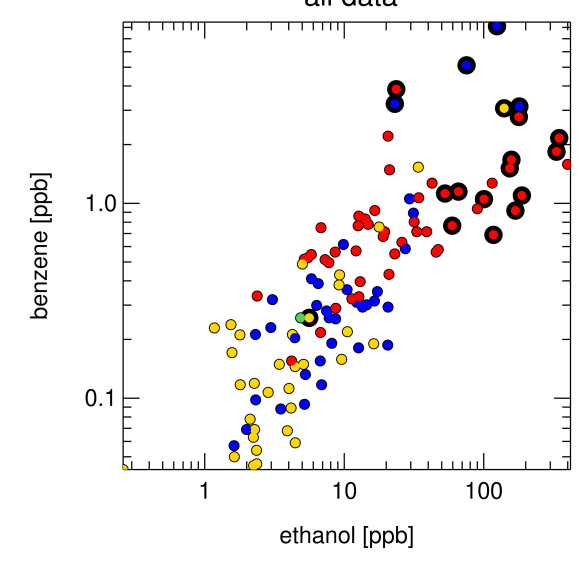 all data
benzene [ppb]
1.0
0.1
1
10
100
ethanol [ppb]